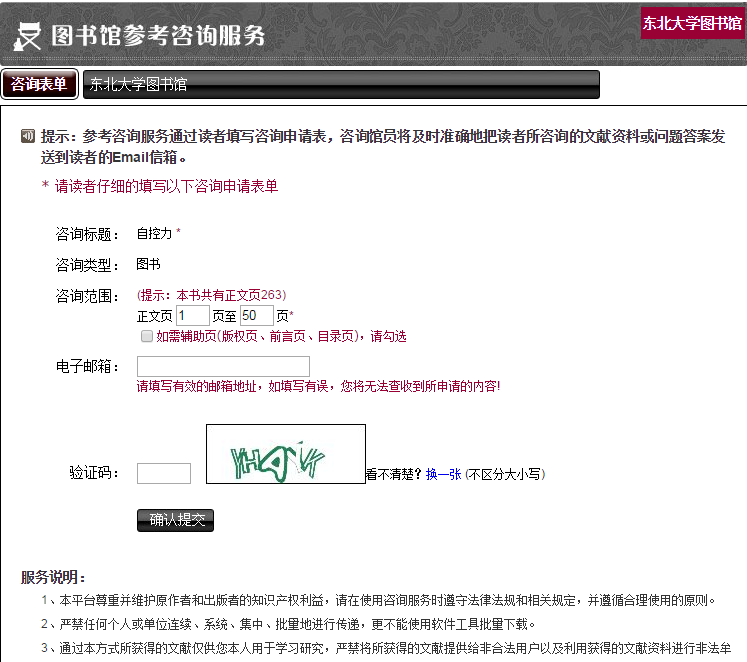 图书馆参考咨询服务
东北大学图书馆
咨询表单
东北大学图书馆
提示：参考咨询服务通过读者填写咨询申请表，咨询馆员将及时准确地把读者所咨询的文献资料或问题答案发
送到读者的Email信箱。
* 请读者仔细的填写以下咨询申请表单
咨询标题： 自控力 *
咨询类型： 图书
咨询范围： (提示：本书共有正文页263)
正文页 1 页至 50 页*
如需辅助页(版权页、前言页、目录页)，请勾选
电子邮箱：
请填写有效的邮箱地址，如填写有误，您将无法查收到所申请的内容!
验证码： 看不清楚? 换一张 (不区分大小写)
确认提交
服务说明：
1、本平台尊重并维护原作者和出版者的知识产权利益，请在使用咨询服务时遵守法律法规和相关规定，并遵循合理使用的原则。
2、严禁任何个人或单位连续、系统、集中、批量地进行传递，更不能使用软件工具批量下载。
3、通过本方式所获得的文献仅供您本人用于学习研究，严禁将所获得的文献提供给非合法用户以及利用获得的文献资料进行非法牟